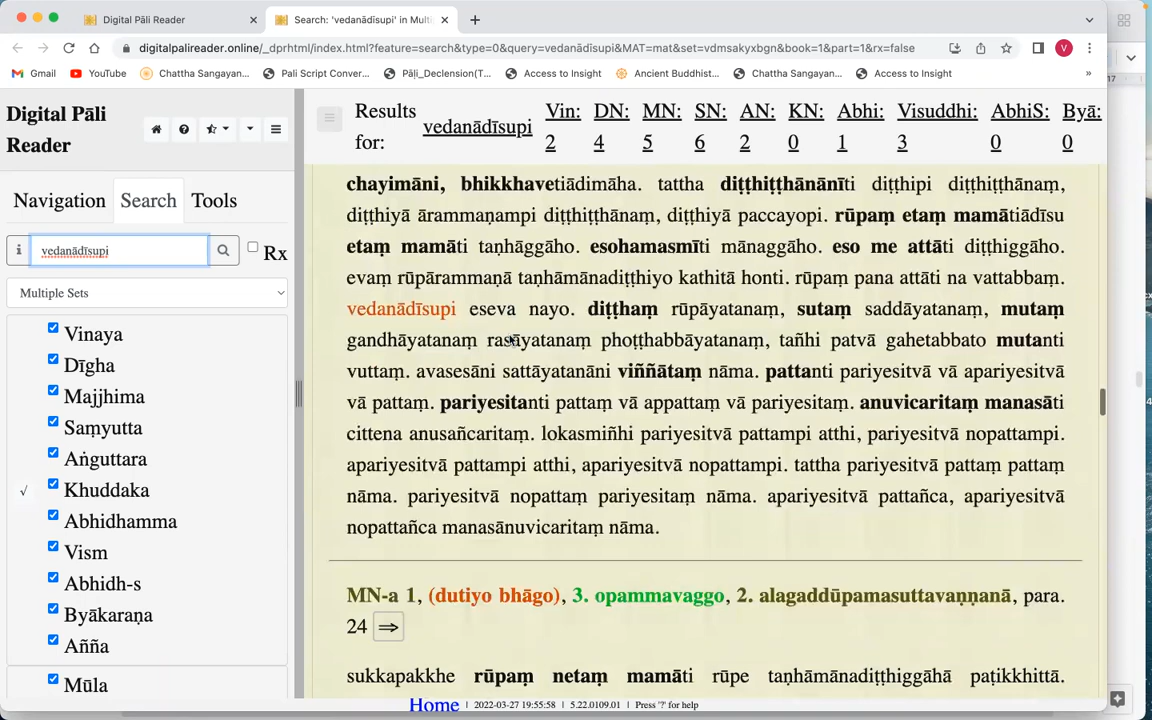 Digital Pāli Reader
Search: 'vedanādīsupi' in Multi
digitalpalireader.online/_dprhtml/index.html?feature=search&type=0&query=vedanādīsupi&MAT=mat&set=vdmsakyxbgn&book=1&part=1&rx=false
V
Gmail
YouTube
Chattha Sangayan...
Pali Script Conver...
Pāḷi_Declension(T...
Access to Insight
Ancient Buddhist...
Chattha Sangayan...
Access to Insight
»
17
Digital Pāli
Reader
Navigation
Search
Tools
vedanādīsupi
Rx
Multiple Sets
Vinaya
Dīgha
Majjhima
Saṃyutta
Aṅguttara
√ Khuddaka
Abhidhamma
Vism
Abhidh-s
Byākaraṇa
Añña
Mūla
Results for: vedanādīsupi
Vin: 2
DN: 4
MN: 5
SN: 6
AN: 2
KN: 0
Abhi: 1
Visuddhi: 3
AbhiS: 0
Byā: 0
chayimāni, bhikkhavetiādimāha. tattha diṭṭhiṭṭhānānīti diṭṭhipi diṭṭhiṭṭhānaṃ,
diṭṭhiyā ārammaṇampi diṭṭhiṭṭhānaṃ, diṭṭhiyā paccayopi. rūpaṃ etaṃ mamātiādīsu
etaṃ mamāti taṇhāggāho. esohamasmīti mānaggāho. eso me attāti diṭṭhiggāho.
evaṃ rūpārammaṇā taṇhāmānadiṭṭhiyo kathitā honti. rūpaṃ pana attāti na vattabbaṃ.
vedanādīsupi eseva nayo. diṭṭhaṃ rūpāyatanaṃ, sutaṃ saddāyatanaṃ, mutaṃ
gandhāyatanaṃ rasāyatanaṃ phoṭṭhabbāyatanaṃ, tañhi patvā gahetabbato mutanti
vuttaṃ. avasesāni sattāyatanāni viññātaṃ nāma. pattanti pariyesitvā vā apariyesitvā
vā pattaṃ. pariyesitanti pattaṃ vā appattaṃ vā pariyesitaṃ. anuvicaritaṃ manasāti
cittena anusañcaritaṃ. lokasmiñhi pariyesitvā pattampi atthi, pariyesitvā nopattampi.
apariyesitvā pattampi atthi, apariyesitvā nopattampi. tattha pariyesitvā pattaṃ pattaṃ
nāma. pariyesitvā nopattaṃ pariyesitaṃ nāma. apariyesitvā pattañca, apariyesitvā
nopattañca manasānuvicaritaṃ nāma.
MN-a 1, (dutiyo bhāgo), 3. opammavaggo, 2. alagaddūpamasuttavaṇṇanā, para.
24 ⇒
sukkapakkhe rūpaṃ netaṃ mamāti rūpe taṇhāmānadiṭṭhiggāhā paṭikkhittā.
Home | 2022-03-27 19:55:58 | 5.22.0109.01 | Press '?' for help